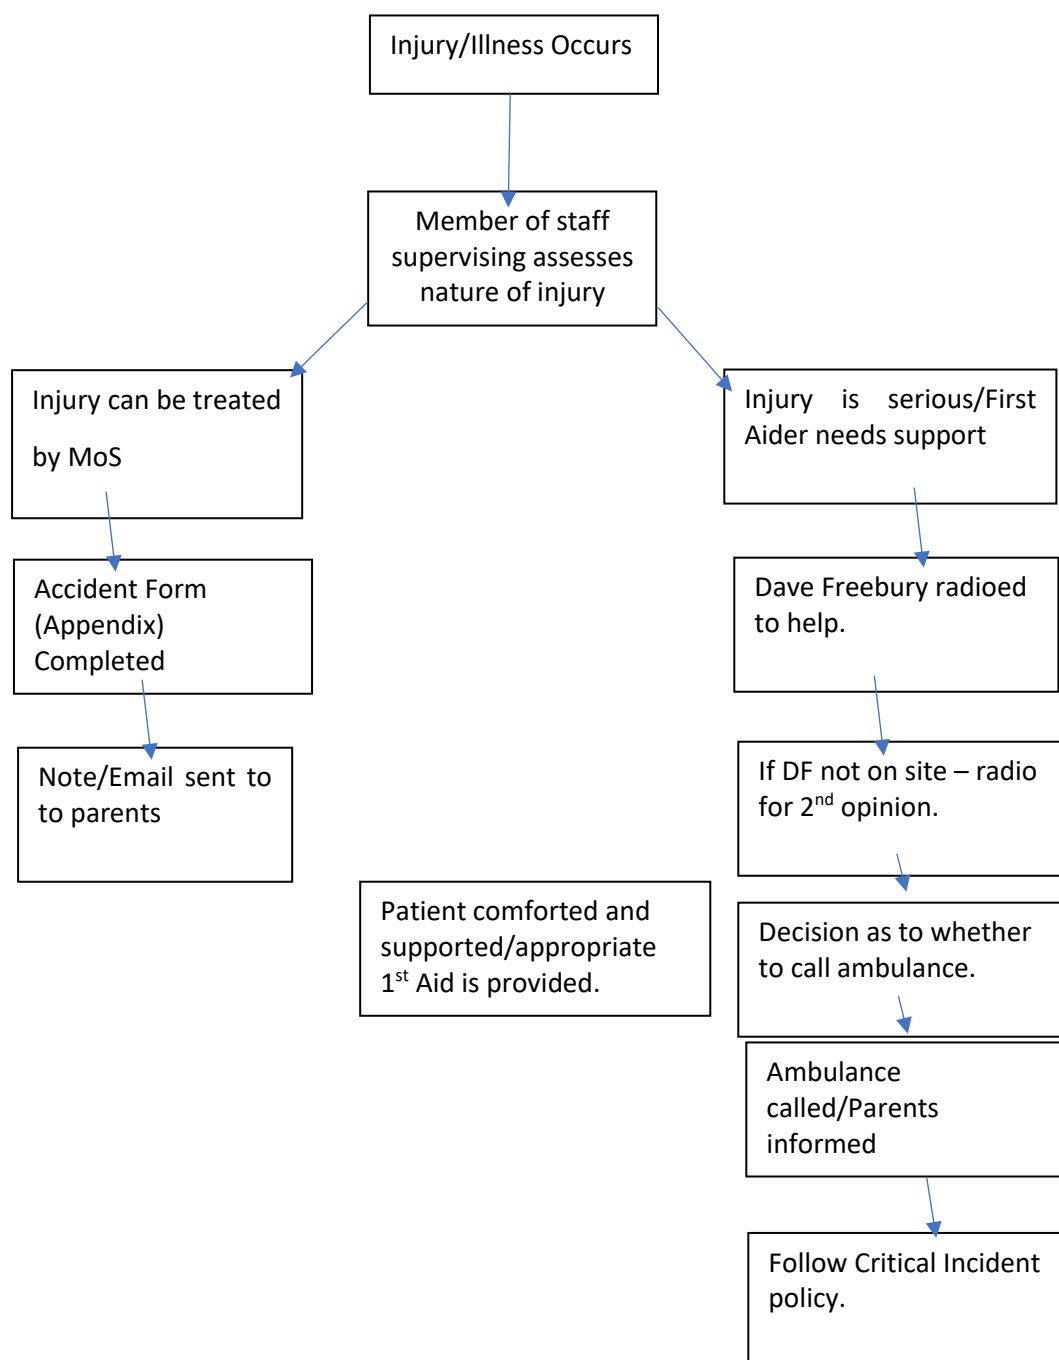 Injury/Illness Occurs
Member of staff
supervising assesses
nature of injury
Injury can be treated
by MoS
Injury is serious/First
Aider needs support
Accident Form
(Appendix)
Completed
Dave Freebury radioed
to help.
Note/Email sent to
to parents
If DF not on site – radio
for 2nd opinion.
Patient comforted and
supported/appropriate
1st Aid is provided.
Decision as to whether
to call ambulance.
Ambulance
called/Parents
informed
Follow Critical Incident
policy.